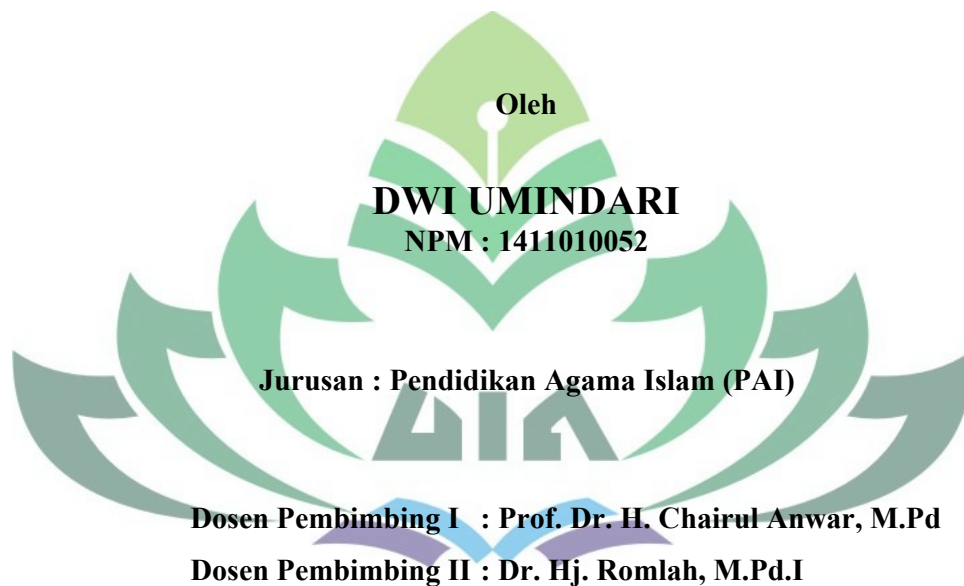 Oleh
DWI UMINDARI
NPM : 1411010052
Jurusan : Pendidikan Agama Islam (PAI)
UIN
Dosen Pembimbing I : Prof. Dr. H. Chairul Anwar, M.Pd
Dosen Pembimbing II : Dr. Hj. Romlah, M.Pd.I